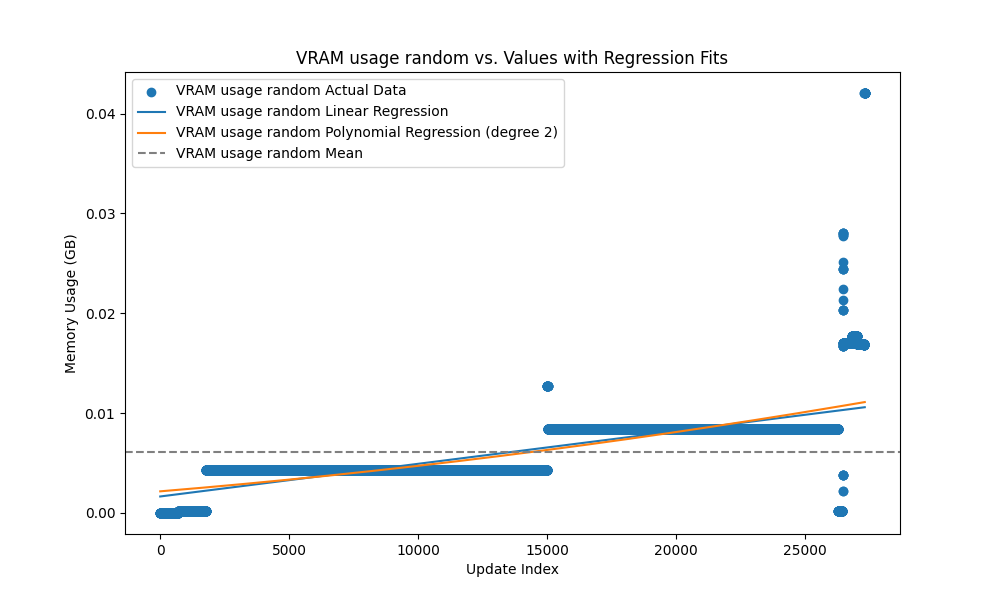 VRAM usage random vs. Values with Regression Fits
VRAM usage random Actual Data
VRAM usage random Linear Regression
VRAM usage random Polynomial Regression (degree 2)
VRAM usage random Mean
Memory Usage (GB)
0.04
0.03
0.02
0.01
0.00
0 5000 10000 15000 20000 25000
Update Index